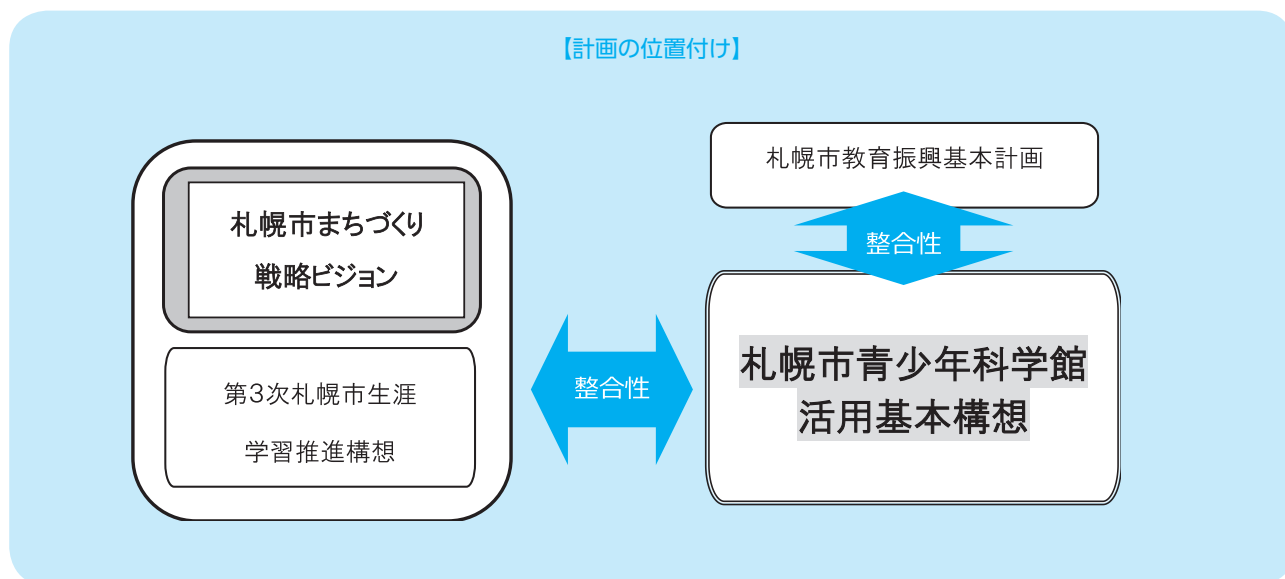 【計画の位置付け】
札幌市まちづくり
戦略ビジョン
第3次札幌市生涯
学習推進構想
整合性
札幌市教育振興基本計画
整合性
札幌市青少年科学館
活用基本構想